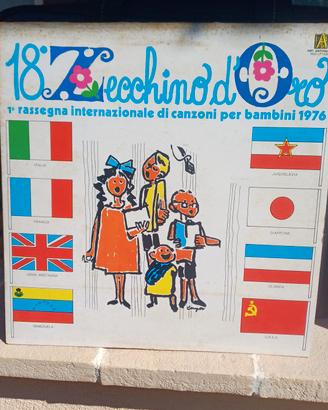 18° Zecchino d'Oro
1ª rassegna internazionale di canzoni per bambini 1976
ITALIA
JUGOSLAVIA
FRANCIA
GIAPPONE
GRAN BRETAGNA
OLANDA
VENEZUELA
U.R.S.S.